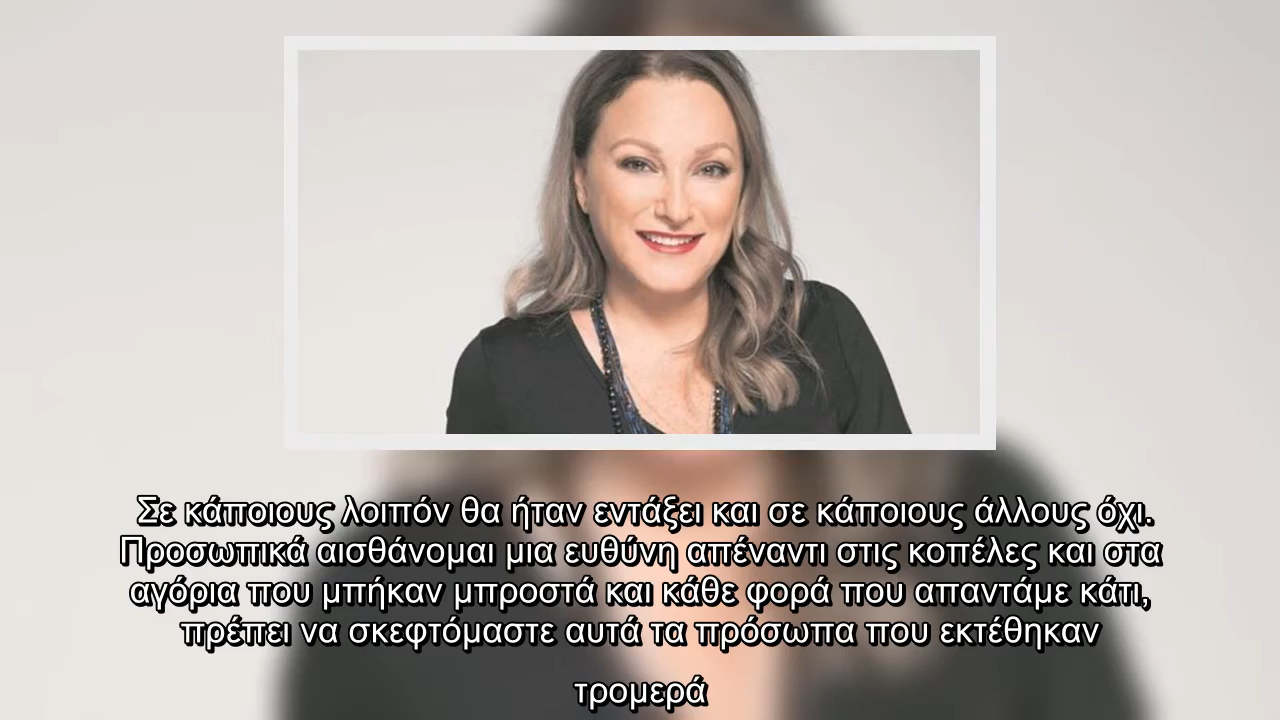 Σε κάποιους λοιπόν θα ήταν εντάξει και σε κάποιους άλλους όχι.
Προσωπικά αισθάνομαι μια ευθύνη απέναντι στις κοπέλες και στα
αγόρια που μπήκαν μπροστά και κάθε φορά που απαντάμε κάτι,
πρέπει να σκεφτόμαστε αυτά τα πρόσωπα που εκτέθηκαν
τρομερά